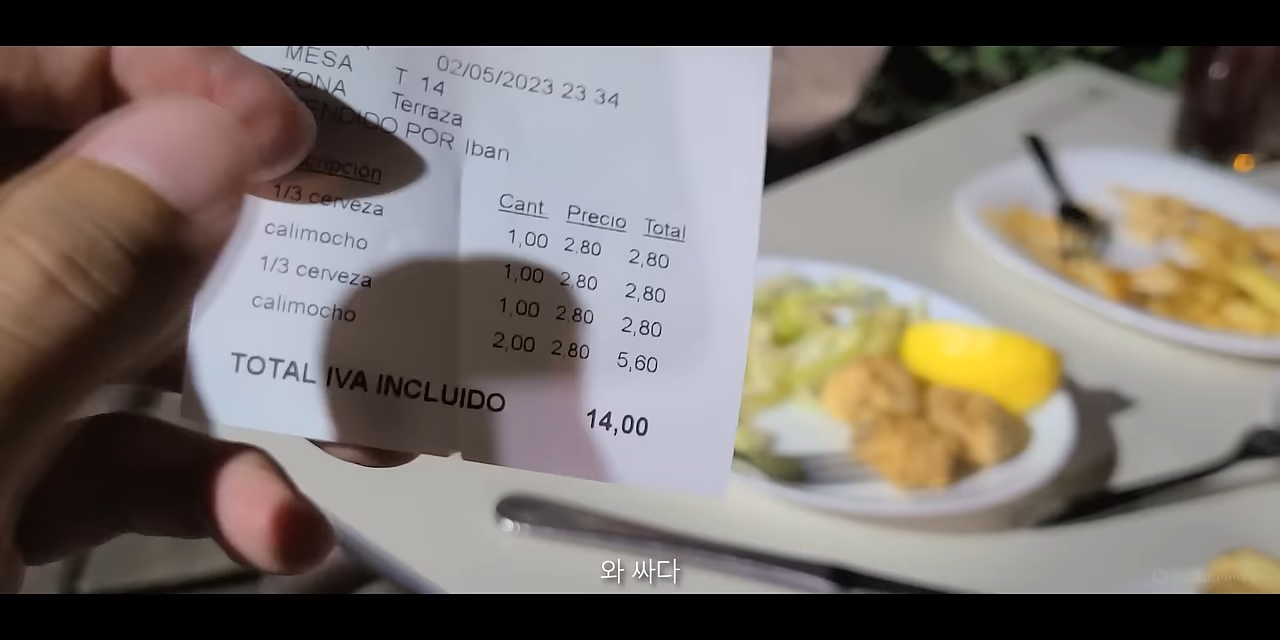 MESA T 14 02/05/2023 23 34
ZONA Terraza
POR Iban
Cant. Precio Total
1/3 cerveza 1,00 2,80 2,80
calimocho 1,00 2,80 2,80
1/3 cerveza 1,00 2,80 2,80
calimocho 2,00 2,80 5,60
TOTAL IVA INCLUIDO 14,00
와 싸다